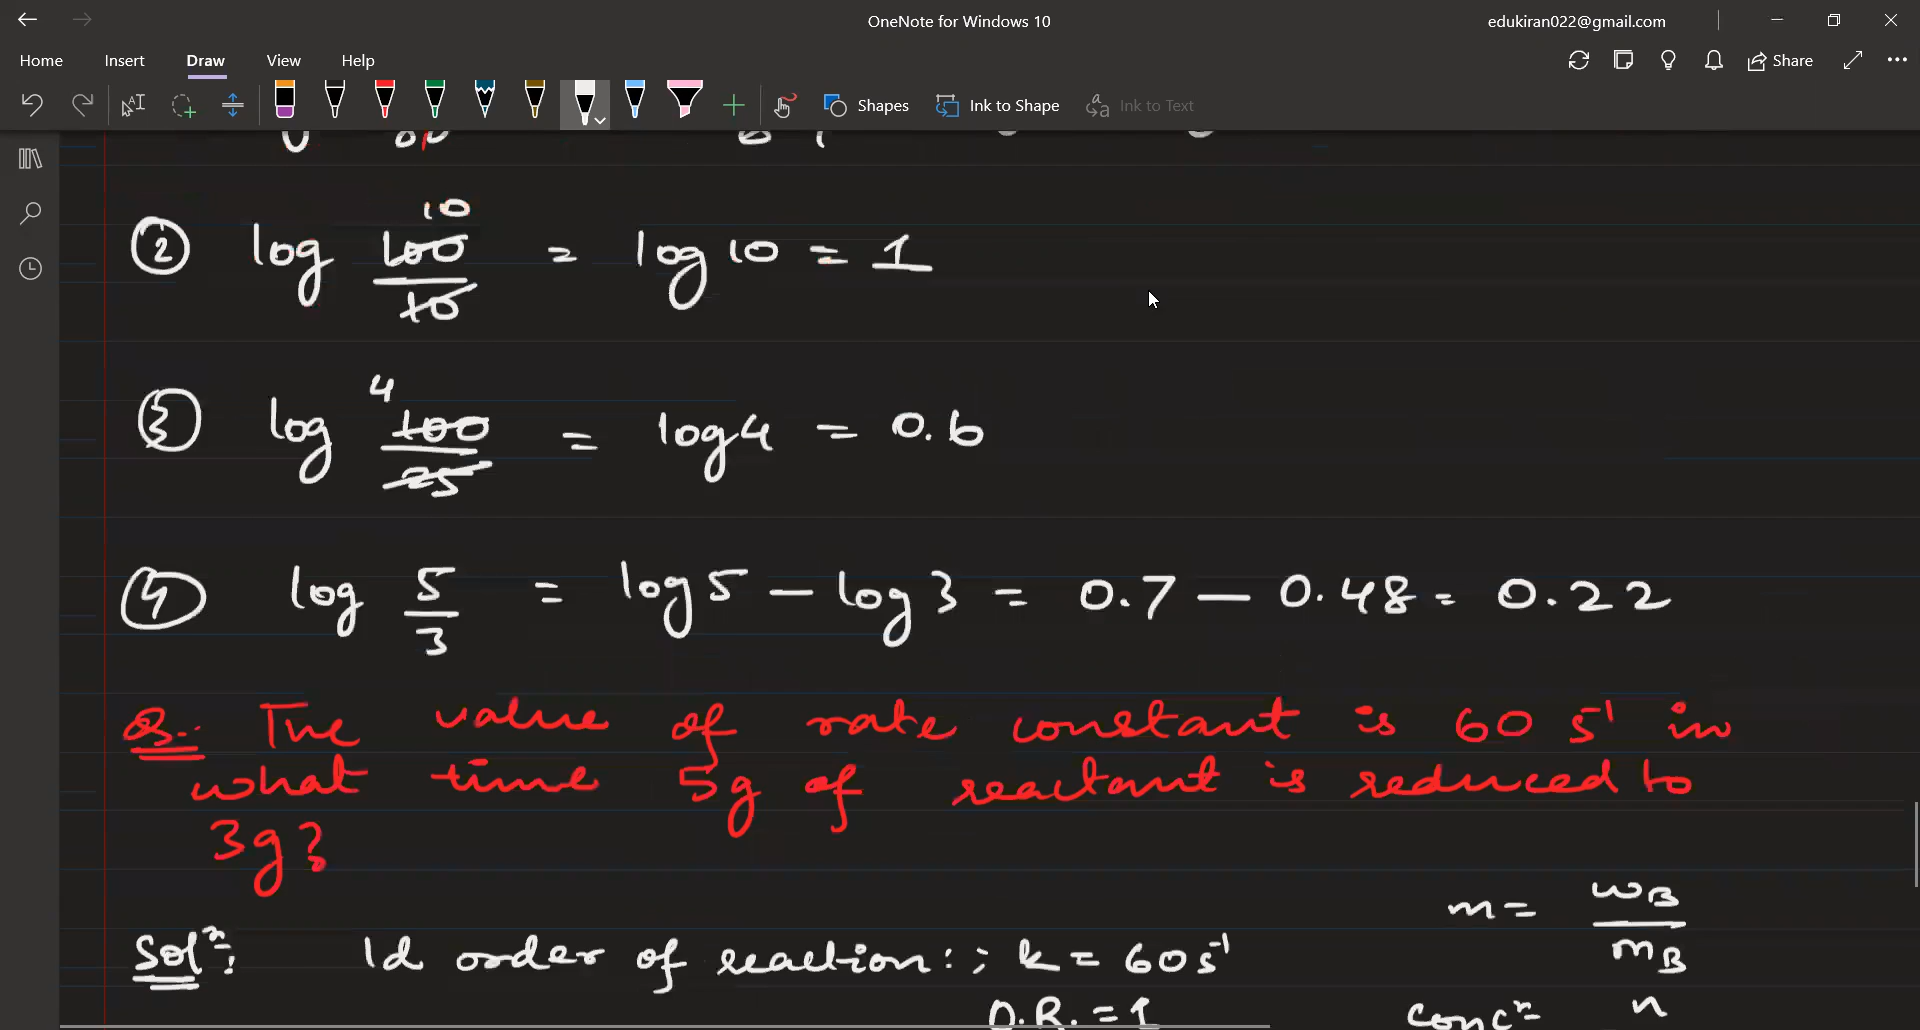 OneNote for Windows 10
edukiran022@gmail.com
Home Insert Draw View Help
Share
Shapes Ink to Shape Ink to Text
② log 100/10 10 = log 10 = 1
③ log 100/25 4 = log 4 = 0.6
④ log 5/3 = log 5 – log 3 = 0.7 – 0.48 = 0.22
Q:- The value of rate constant is 60 s¹ in
what time 5g of reactant is reduced to
3g?
m = wB/mB
Solⁿ: Id order of reaction :; k = 60 s⁻¹
O.R. = 1
concⁿ = n